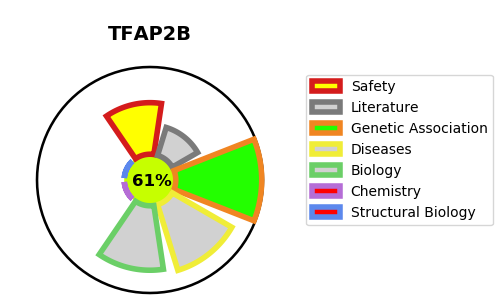 TFAP2B
61%
Safety
Literature
Genetic Association
Diseases
Biology
Chemistry
Structural Biology